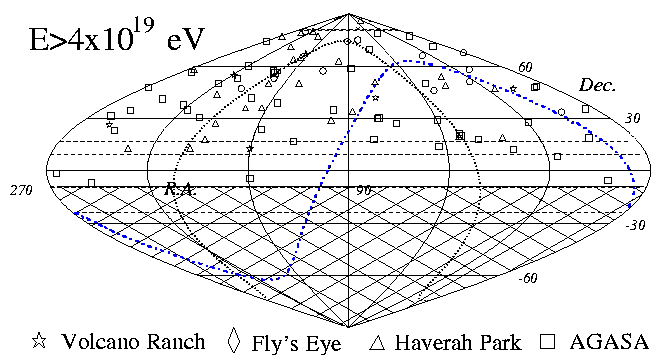 E>4x10^19 eV
60
Dec.
30
270
R.A.
90
-30
-60
Volcano Ranch Fly's Eye Haverah Park AGASA